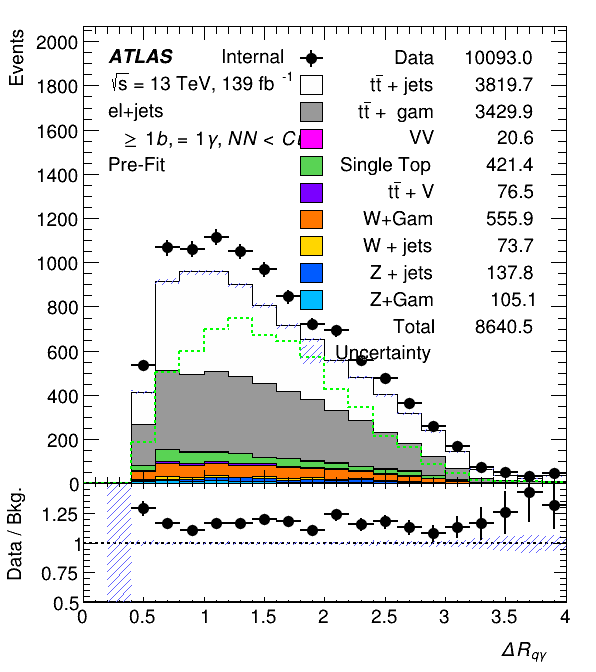 Events
2000
1800
1600
1400
1200
1000
800
600
400
200
0
ATLAS Internal
√s = 13 TeV, 139 fb⁻¹
el+jets
≥ 1b, = 1γ, NN <
Pre-Fit
Data 10093.0
tt̄ + jets 3819.7
tt̄ + gam 3429.9
VV 20.6
Single Top 421.4
tt̄ + V 76.5
W+Gam 555.9
W + jets 73.7
Z + jets 137.8
Z+Gam 105.1
Total 8640.5
Uncertainty
Data / Bkg.
1.25
1
0.75
0.5
0 0.5 1 1.5 2 2.5 3 3.5 4
ΔR_qγ